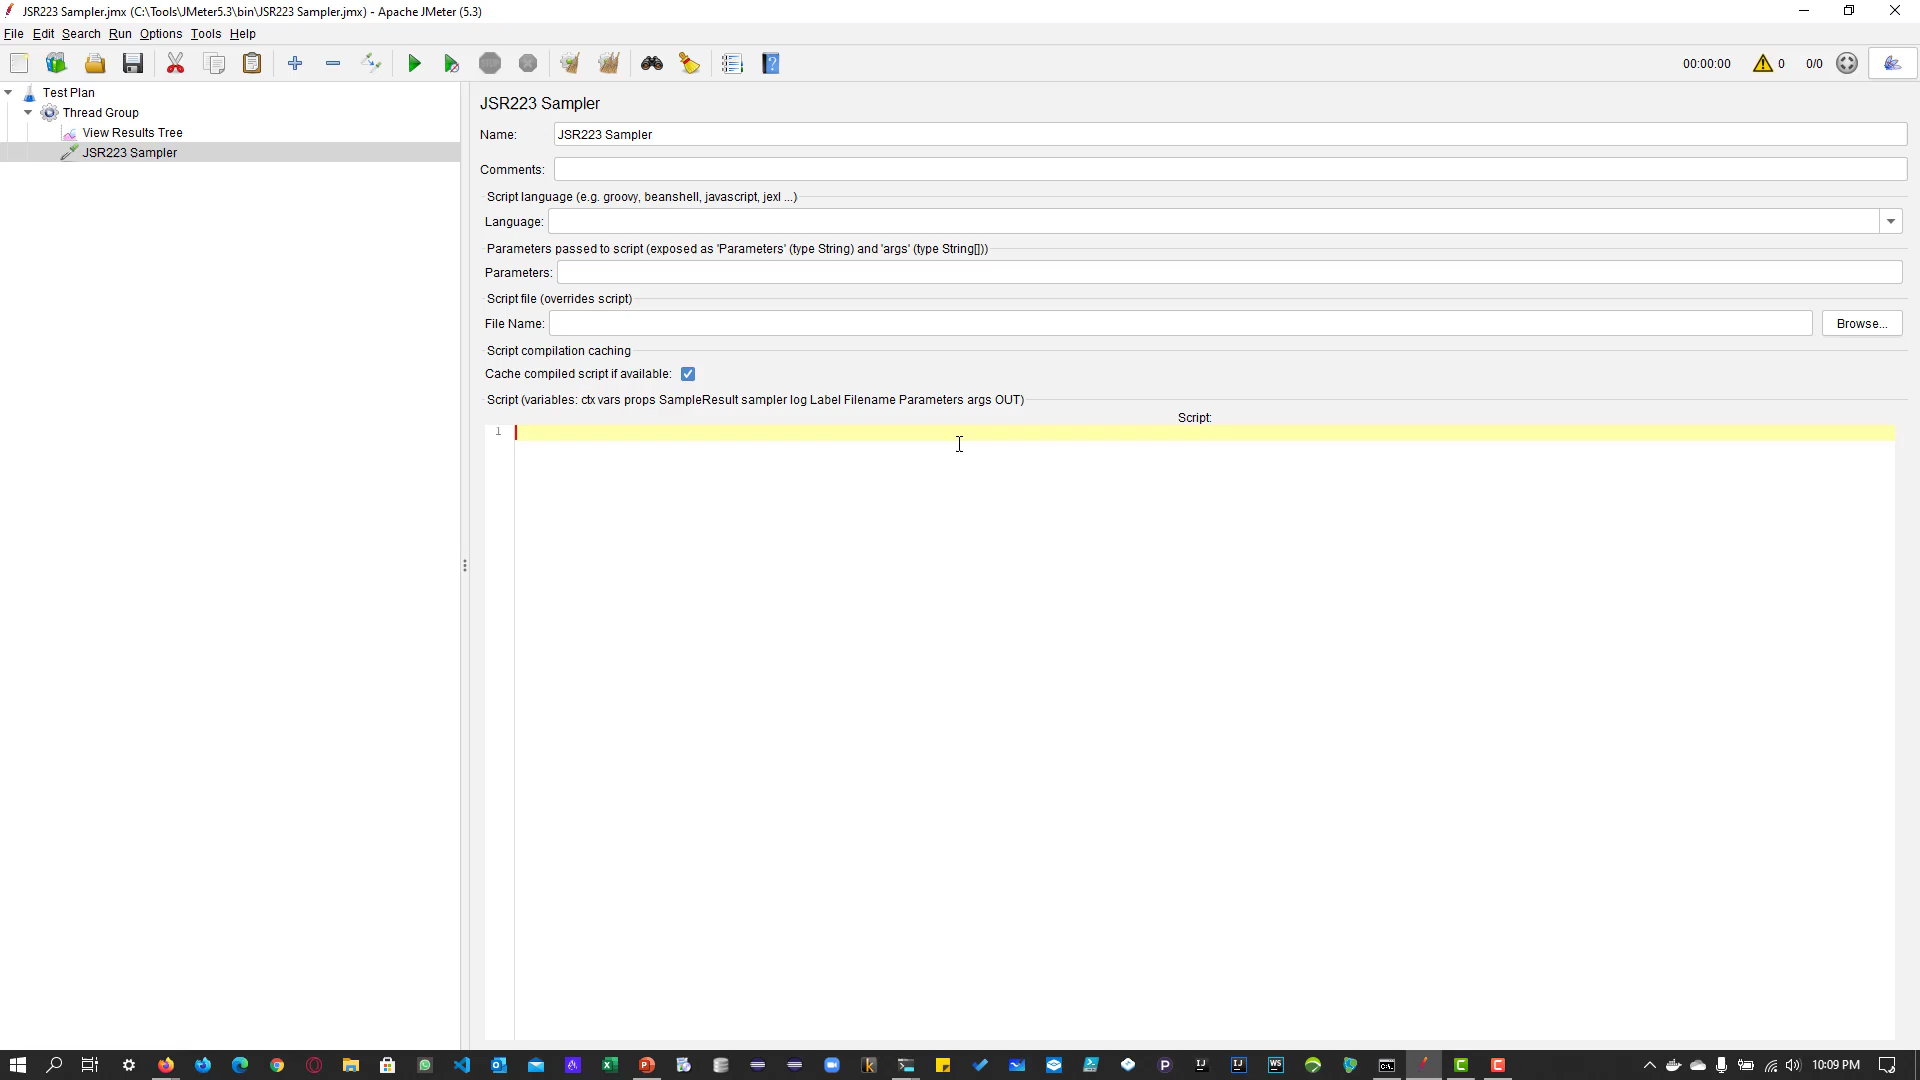 JSR223 Sampler.jmx (C:\Tools\JMeter5.3\bin\JSR223 Sampler.jmx) - Apache JMeter (5.3)
File Edit Search Run Options Tools Help
00:00:00 0 0/0
Test Plan
Thread Group
View Results Tree
JSR223 Sampler
JSR223 Sampler
Name: JSR223 Sampler
Comments:
Script language (e.g. groovy, beanshell, javascript, jexl ...)
Language:
Parameters passed to script (exposed as 'Parameters' (type String) and 'args' (type String[]))
Parameters:
Script file (overrides script)
File Name: Browse...
Script compilation caching
Cache compiled script if available:
Script (variables: ctx vars props SampleResult sampler log Label Filename Parameters args OUT)
Script:
1
10:09 PM